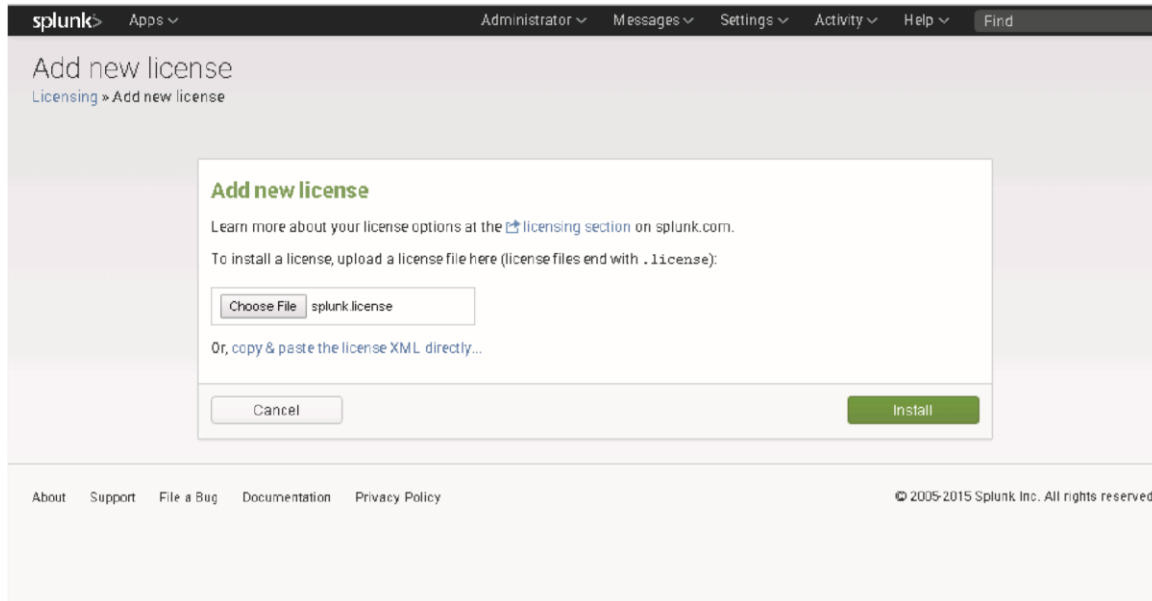 splunk> Apps Administrator Messages Settings Activity Help Find
Add new license
Licensing » Add new license
Add new license
Learn more about your license options at the licensing section on splunk.com.
To install a license, upload a license file here (license files end with .license):
Choose File splunk.license
Or, copy & paste the license XML directly...
Cancel Install
About Support File a Bug Documentation Privacy Policy © 2005-2015 Splunk Inc. All rights reserved